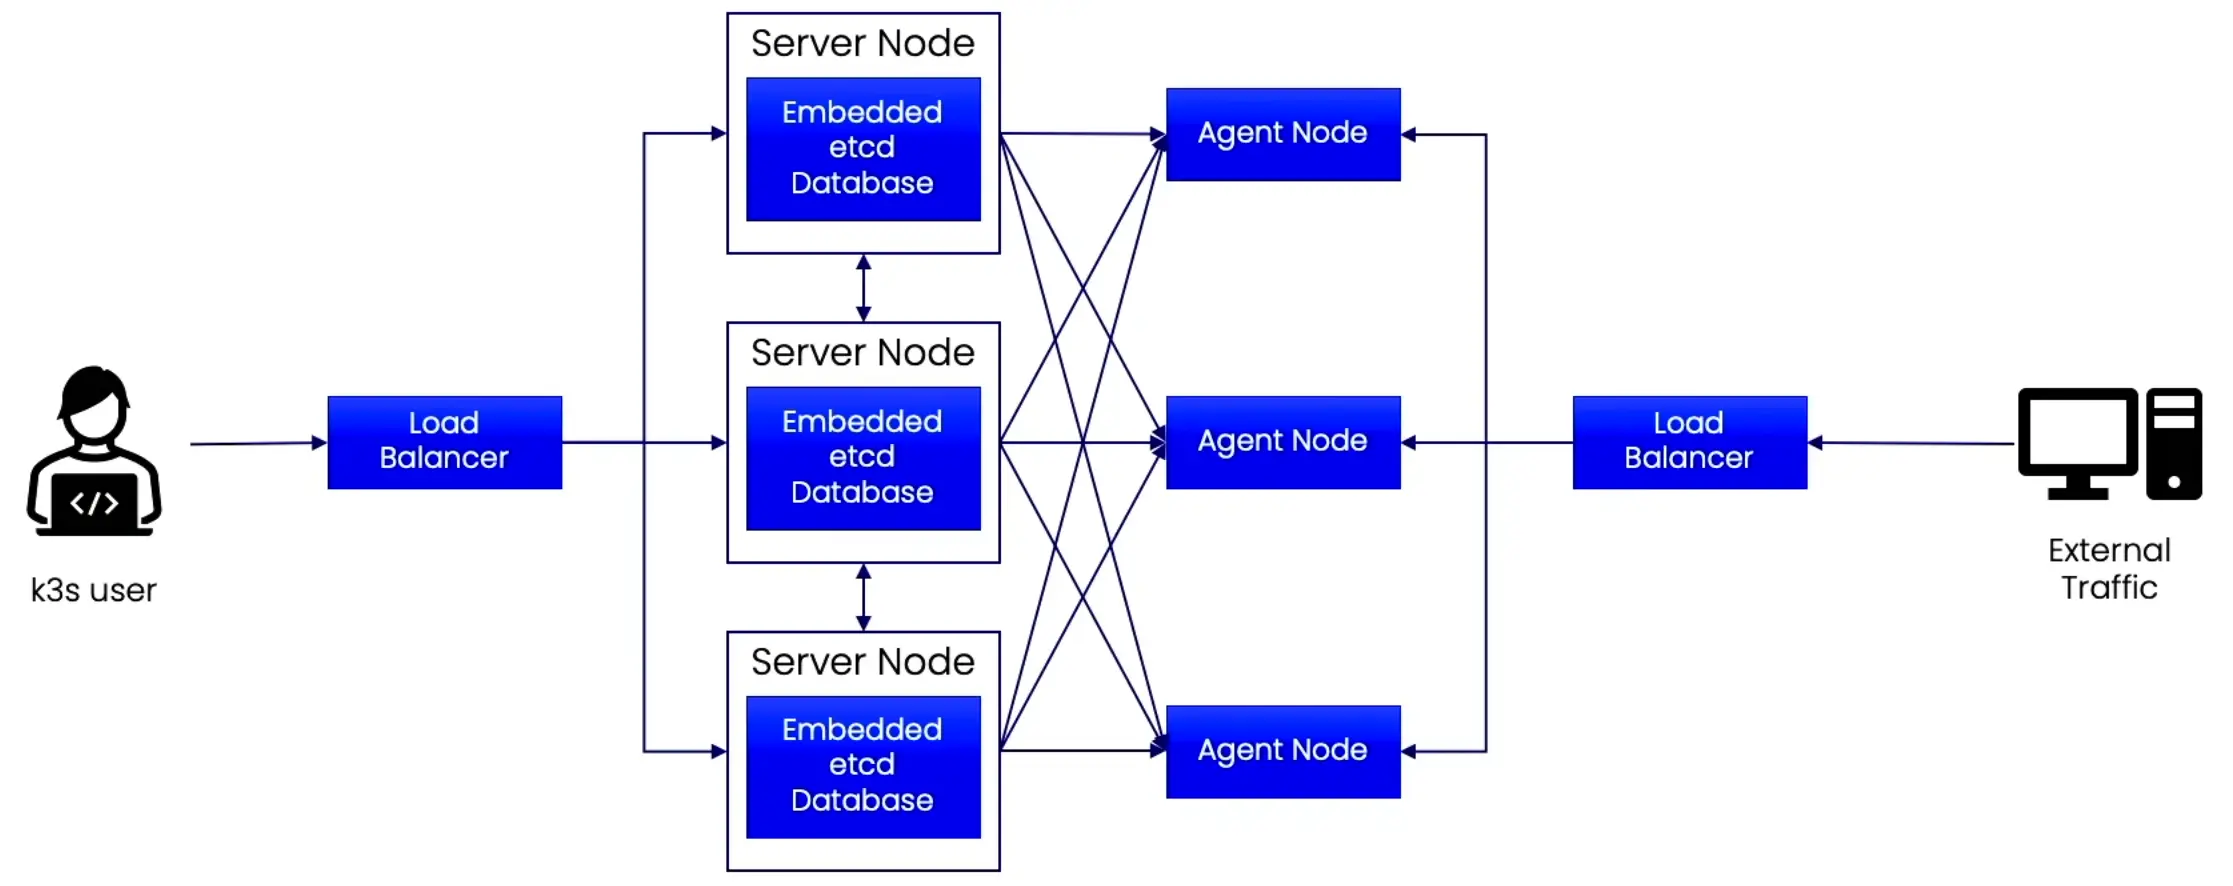 Server Node
Embedded
etcd
Database
Agent Node
Server Node
Embedded
etcd
Database
Agent Node
Server Node
Embedded
etcd
Database
Agent Node
Load
Balancer
Load
Balancer
</>
k3s user
External
Traffic